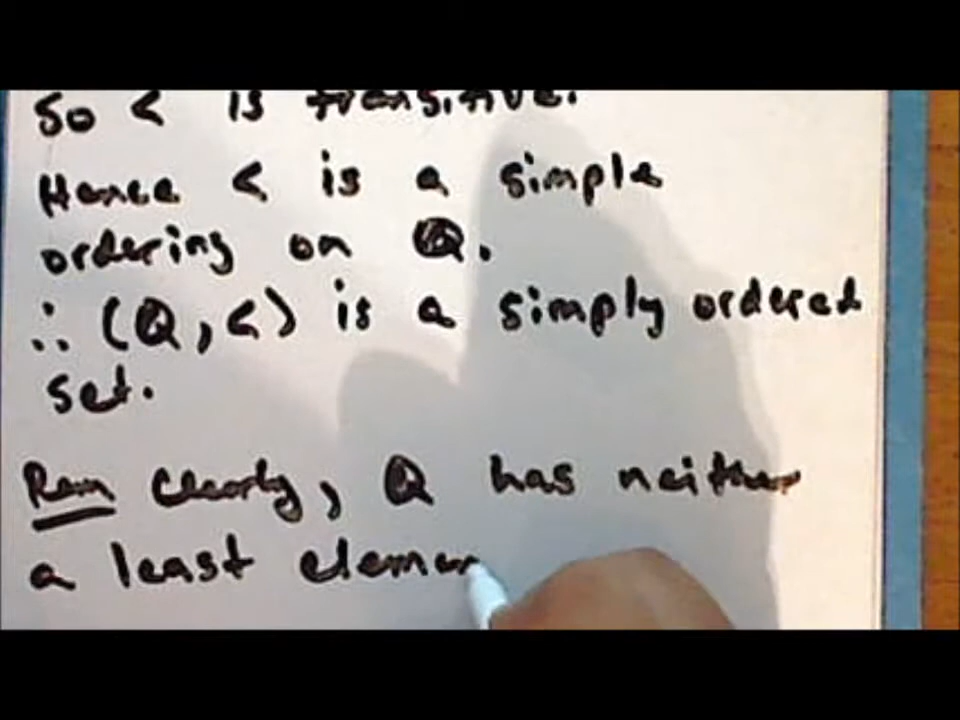 So < is transitive.
Hence < is a simple
ordering on Q.
∴ (Q, <) is a simply ordered
set.
Rem Clearly, Q has neither
a least elemen